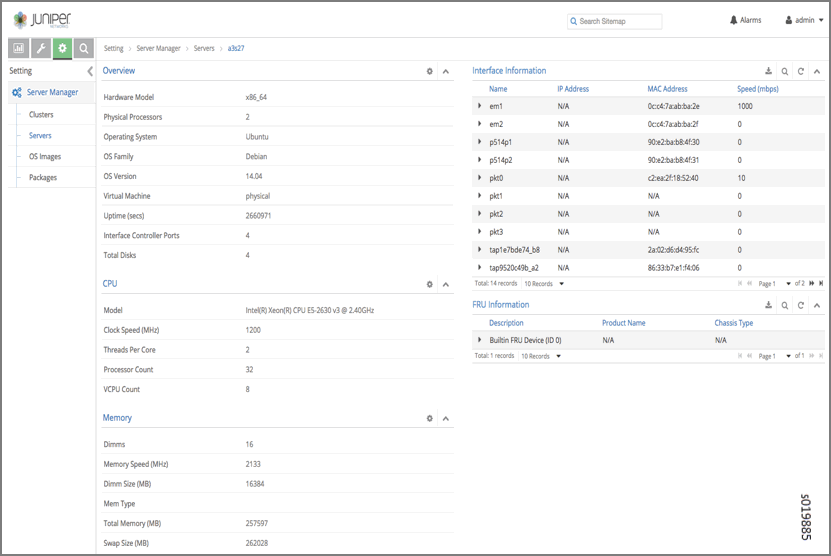 JUNIPER
NETWORKS
Search Sitemap
Alarms
admin
Setting
Setting > Server Manager > Servers > a3s27
Server Manager
Clusters
Servers
OS Images
Packages
Overview
Hardware Model x86_64
Physical Processors 2
Operating System Ubuntu
OS Family Debian
OS Version 14.04
Virtual Machine physical
Uptime (secs) 2660971
Interface Controller Ports 4
Total Disks 4
CPU
Model Intel(R) Xeon(R) CPU E5-2630 v3 @ 2.40GHz
Clock Speed (MHz) 1200
Threads Per Core 2
Processor Count 32
VCPU Count 8
Memory
Dimms 16
Memory Speed (MHz) 2133
Dimm Size (MB) 16384
Mem Type
Total Memory (MB) 257597
Swap Size (MB) 262028
Interface Information
Name IP Address MAC Address Speed (mbps)
em1 N/A 0c:c4:7a:ab:ba:2e 1000
em2 N/A 0c:c4:7a:ab:ba:2f 0
p514p1 N/A 90:e2:ba:b8:4f:30 0
p514p2 N/A 90:e2:ba:b8:4f:31 0
pkt0 N/A c2:ea:2f:18:52:40 10
pkt1 N/A N/A 0
pkt2 N/A N/A 0
pkt3 N/A N/A 0
tap1e7bde74_b8 N/A 2a:02:d6:d4:95:fc 0
tap9520c49b_a2 N/A 86:33:b7:e1:f4:06 0
Total: 14 records 10 Records Page 1 of 2
FRU Information
Description Product Name Chassis Type
Builtin FRU Device (ID 0) N/A N/A
Total: 1 records 10 Records Page 1 of 1
s019885